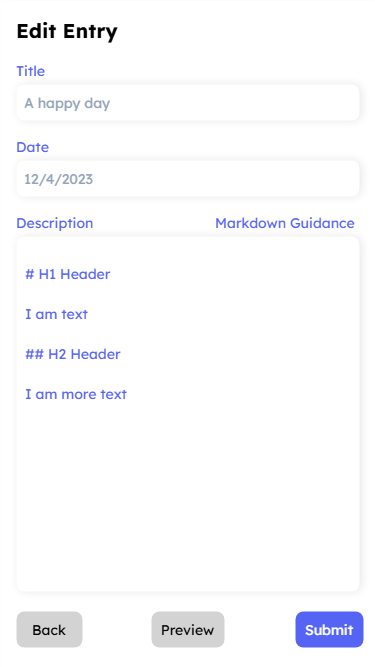 Edit Entry
Title
A happy day
Date
12/4/2023
Description Markdown Guidance
# H1 Header
I am text
## H2 Header
I am more text
Back Preview Submit